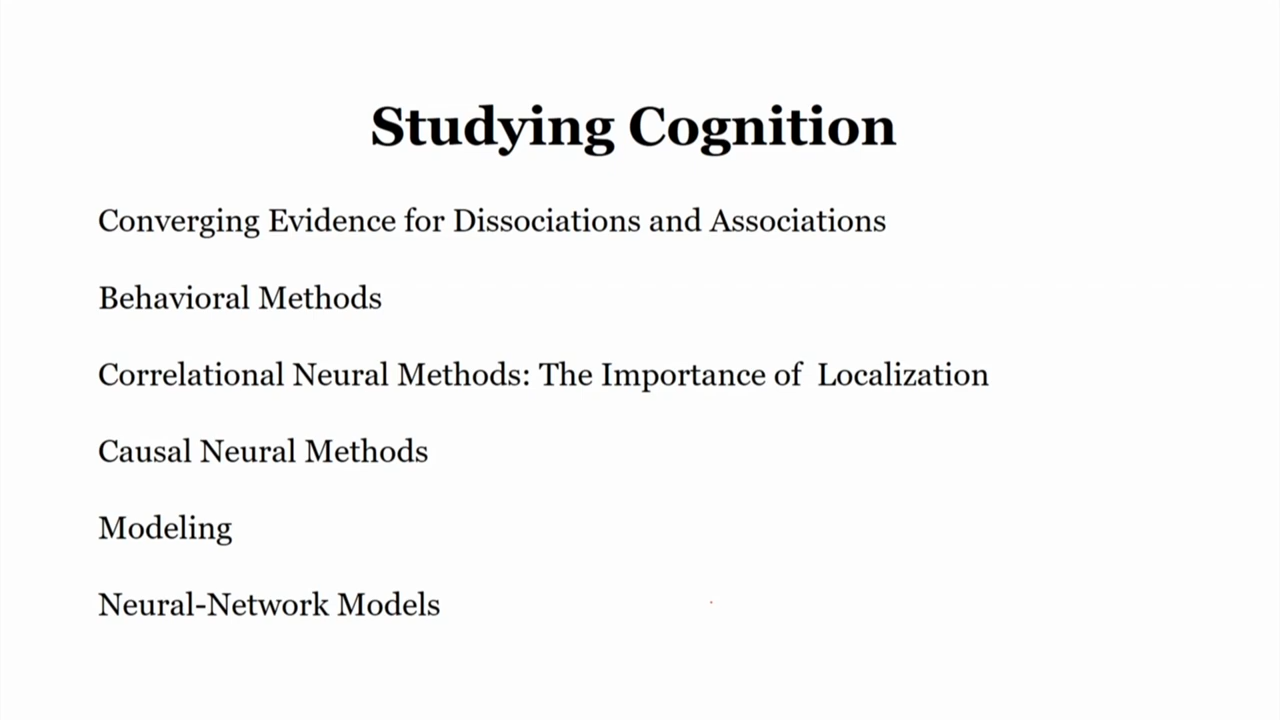 Studying Cognition
Converging Evidence for Dissociations and Associations
Behavioral Methods
Correlational Neural Methods: The Importance of  Localization
Causal Neural Methods
Modeling
Neural-Network Models